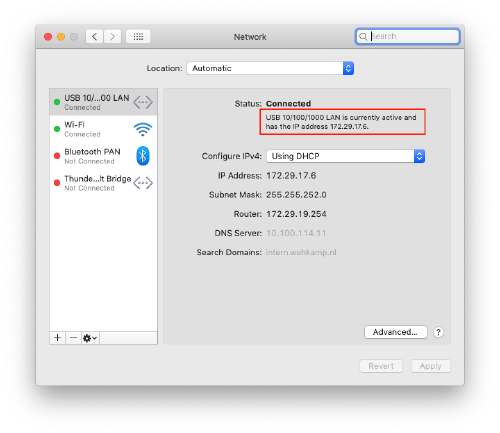 Network
Search
Location: Automatic
USB 10/...00 LAN
Connected
Wi-Fi
Connected
Bluetooth PAN
Not Connected
Thunde...lt Bridge
Not Connected
Status: Connected
USB 10/100/1000 LAN is currently active and
has the IP address 172.29.17.6.
Configure IPv4: Using DHCP
IP Address: 172.29.17.6
Subnet Mask: 255.255.252.0
Router: 172.29.19.254
DNS Server: 10.100.114.11
Search Domains: intern.wehkamp.nl
Advanced...
?
Revert
Apply